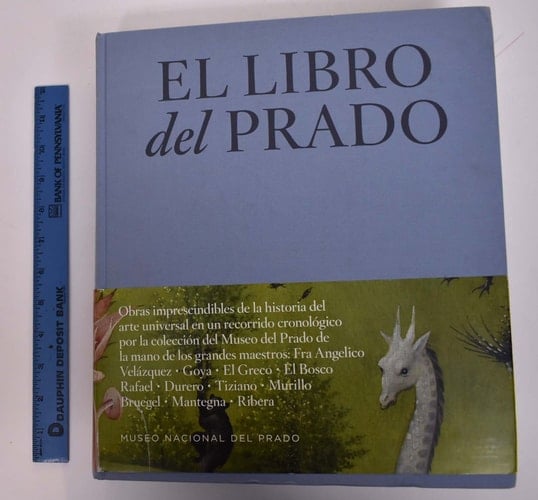 EL LIBRO
del PRADO
Obras imprescindibles de la historia del
arte universal en un recorrido cronológico
por la colección del Museo del Prado de
la mano de los grandes maestros: Fra Angelico
Velázquez · Goya · El Greco · El Bosco
Rafael · Durero · Tiziano · Murillo
Bruegel · Mantegna · Ribera
MUSEO NACIONAL DEL PRADO
DAUPHIN DEPOSIT BANK
BANK OF PENNSYLVANIA